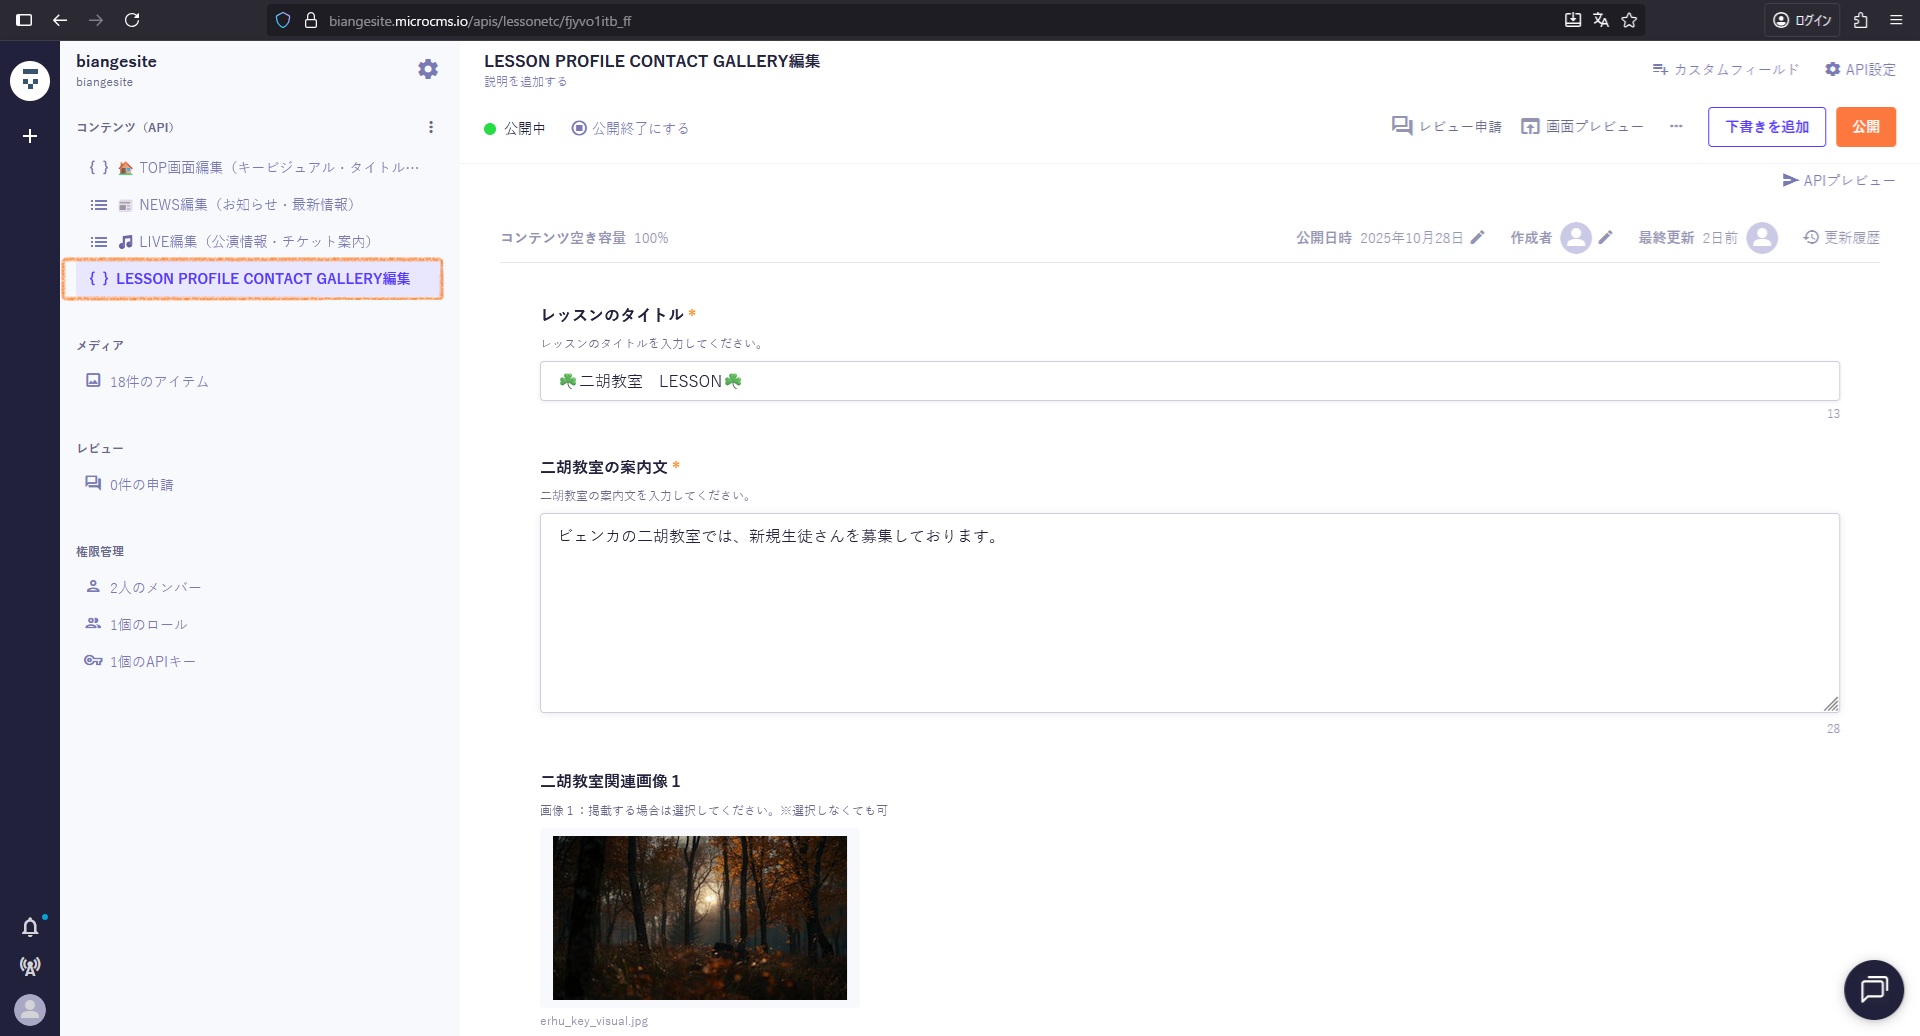 ログイン
biangesite.microcms.io/apis/lessonetc/fjyvo1itb_ff
biangesite
biangesite
コンテンツ（API）
TOP画面編集（キービジュアル・タイトル…
NEWS編集（お知らせ・最新情報）
LIVE編集（公演情報・チケット案内）
LESSON PROFILE CONTACT GALLERY編集
メディア
18件のアイテム
レビュー
0件の申請
権限管理
2人のメンバー
1個のロール
1個のAPIキー
LESSON PROFILE CONTACT GALLERY編集
説明を追加する
カスタムフィールド
API設定
公開中
公開終了にする
レビュー申請
画面プレビュー
下書きを追加
公開
APIプレビュー
コンテンツ空き容量 100%
公開日時 2025年10月28日
作成者
最終更新 2日前
更新履歴
レッスンのタイトル *
レッスンのタイトルを入力してください。
☘️二胡教室　LESSON☘️
13
二胡教室の案内文 *
二胡教室の案内文を入力してください。
ビェンカの二胡教室では、新規生徒さんを募集しております。
28
二胡教室関連画像１
画像１：掲載する場合は選択してください。※選択しなくても可
erhu_key_visual.jpg